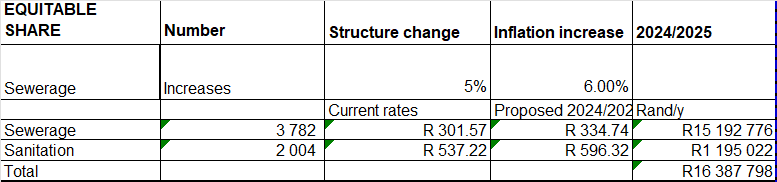 EQUITABLE
SHARE Number Structure change Inflation increase 2024/2025
Sewerage Increases 5% 6.00%
Current rates Proposed 2024/202 Rand/y
Sewerage 3 782 R 301.57 R 334.74 R15 192 776
Sanitation 2 004 R 537.22 R 596.32 R1 195 022
Total R16 387 798